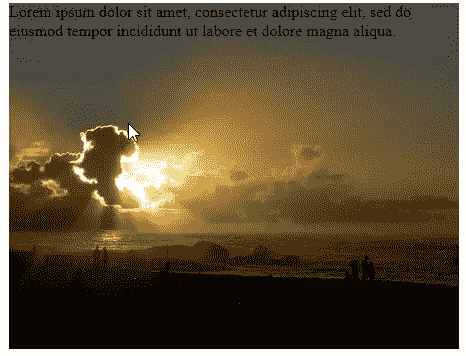 Lorem ipsum dolor sit amet, consectetur adipiscing elit, sed do
eiusmod tempor incididunt ut labore et dolore magna aliqua.